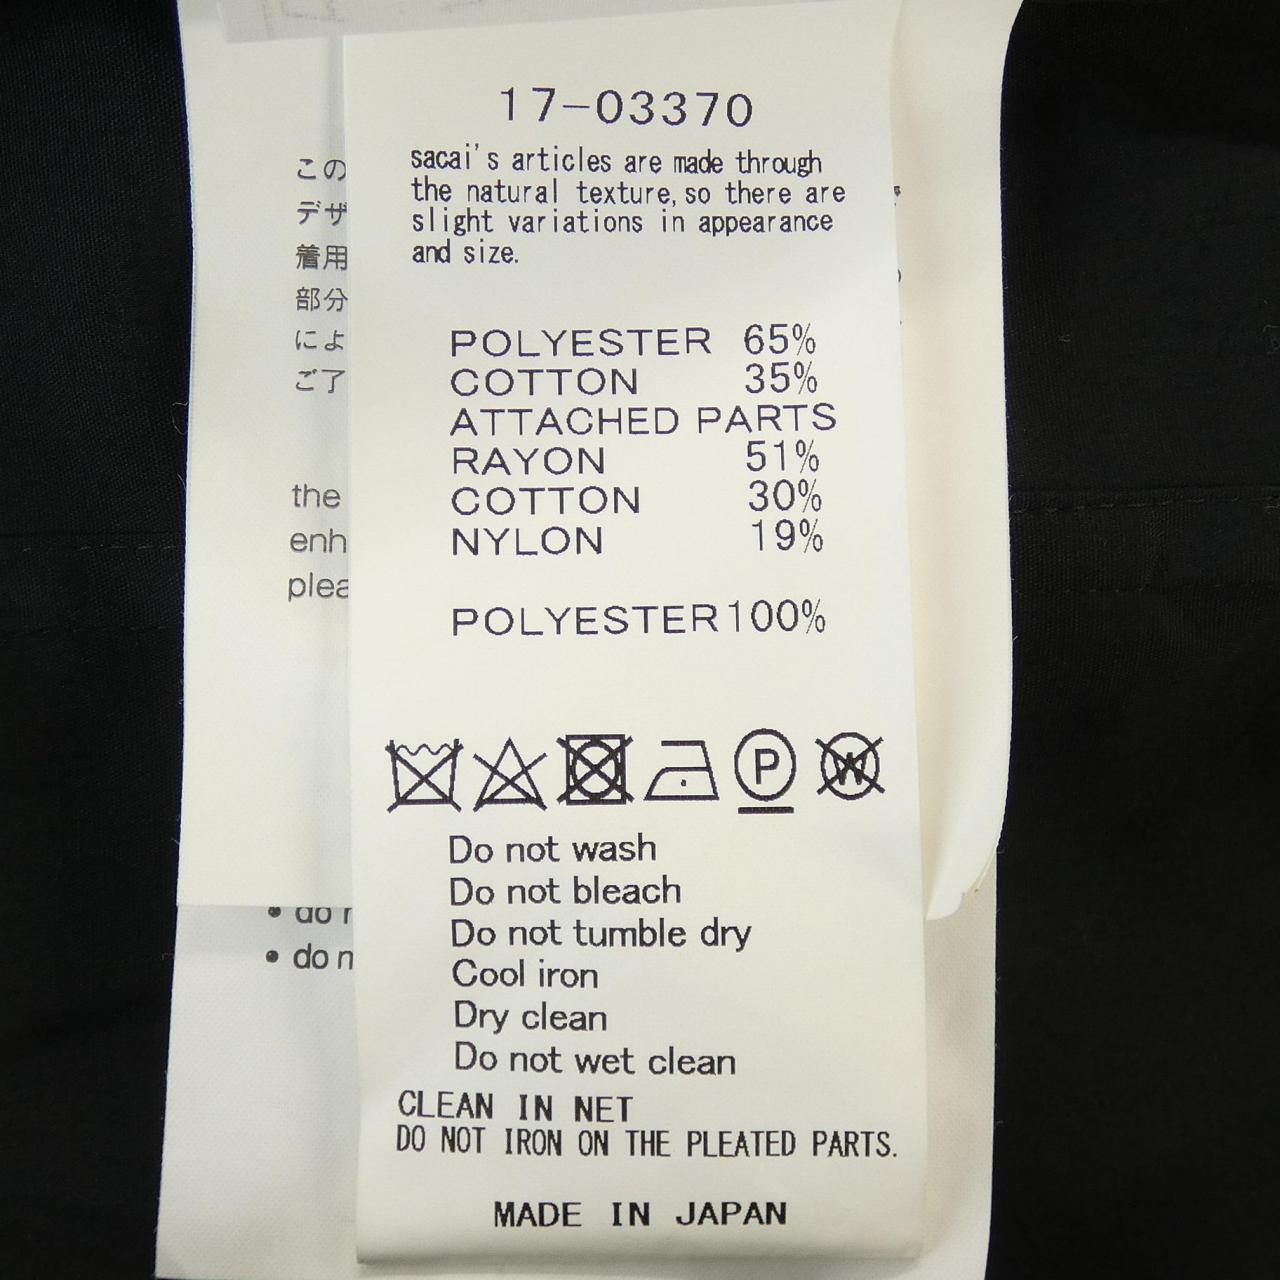 17-03370
sacai's articles are made through
the natural texture,so there are
slight variations in appearance
and size.
POLYESTER 65%
COTTON 35%
ATTACHED PARTS
RAYON 51%
COTTON 30%
NYLON 19%
POLYESTER100%
P
W
Do not wash
Do not bleach
Do not tumble dry
Cool iron
Dry clean
Do not wet clean
CLEAN IN NET
DO NOT IRON ON THE PLEATED PARTS.
MADE IN JAPAN
この
デザ
着用
部分
によ
ご了
the
enh
plea
• do n